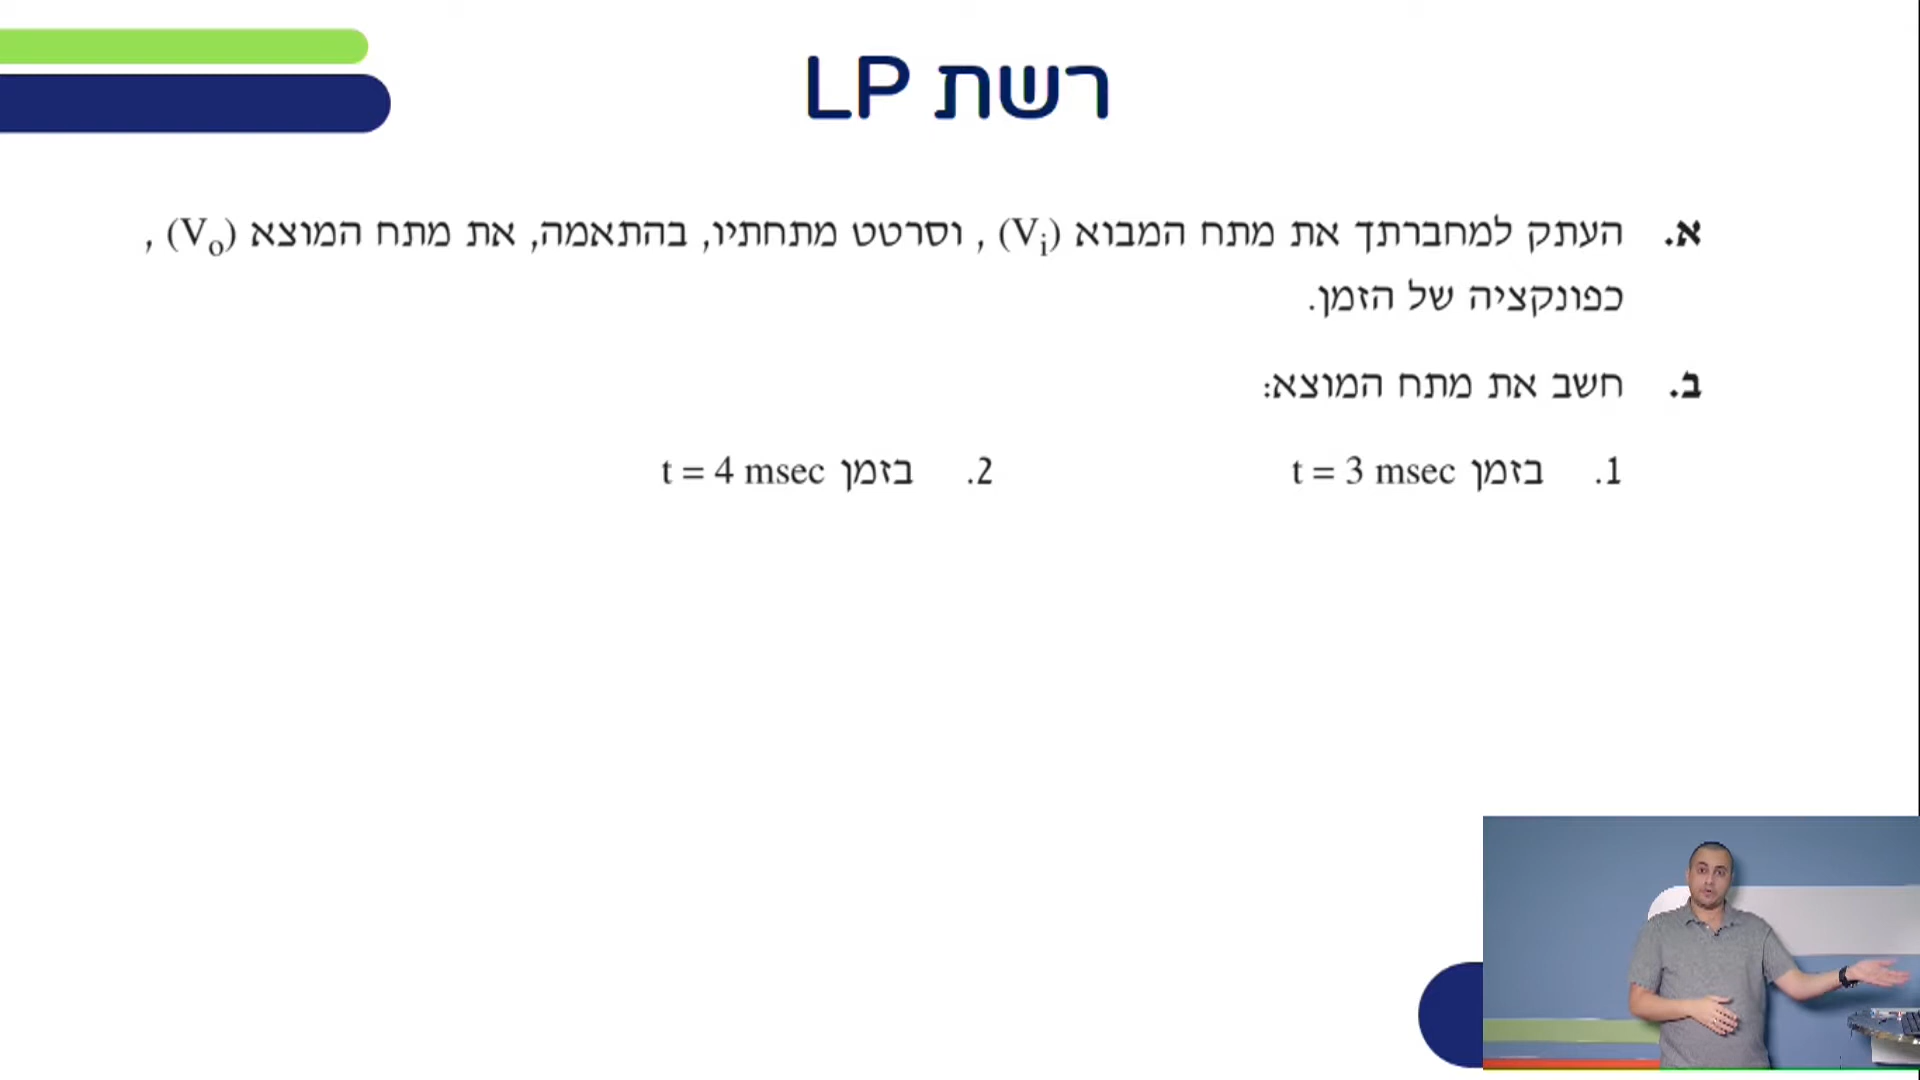 רשת LP
א. העתק למחברתך את מתח המבוא (Vi) , וסרטט מתחתיו, בהתאמה, את מתח המוצא (Vo) ,
כפונקציה של הזמן.
ב. חשב את מתח המוצא:
1. בזמן t = 3 msec 2. בזמן t = 4 msec